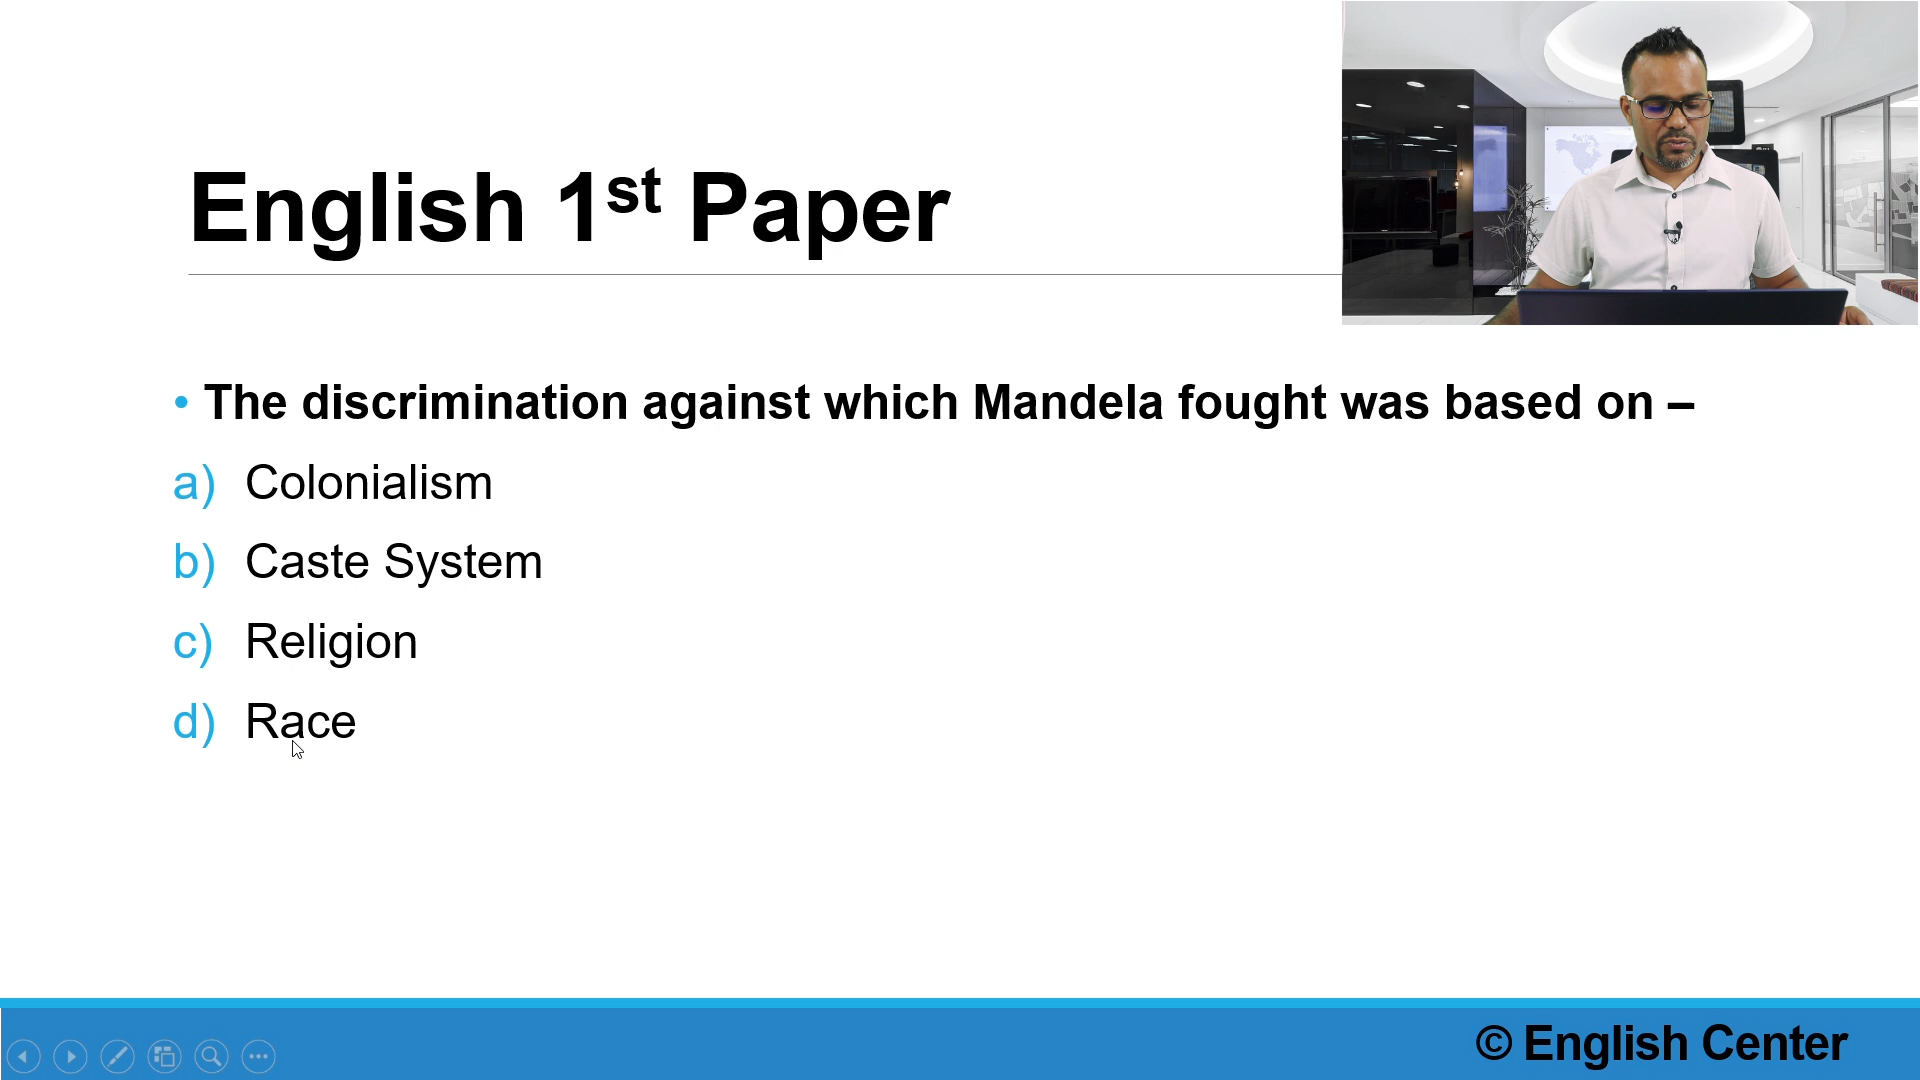 English 1st Paper
• The discrimination against which Mandela fought was based on –
a) Colonialism
b) Caste System
c) Religion
d) Race
© English Center